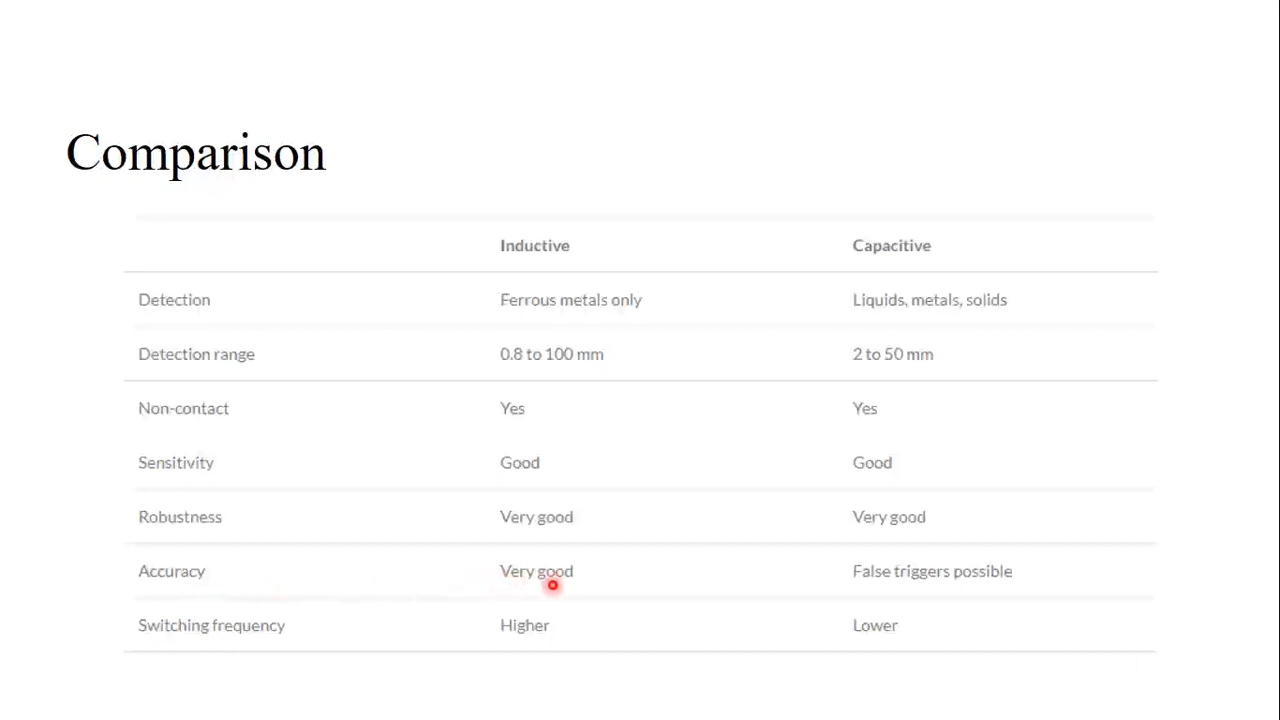 Comparison
Inductive Capacitive
Detection Ferrous metals only Liquids, metals, solids
Detection range 0.8 to 100 mm 2 to 50 mm
Non-contact Yes Yes
Sensitivity Good Good
Robustness Very good Very good
Accuracy Very good False triggers possible
Switching frequency Higher Lower